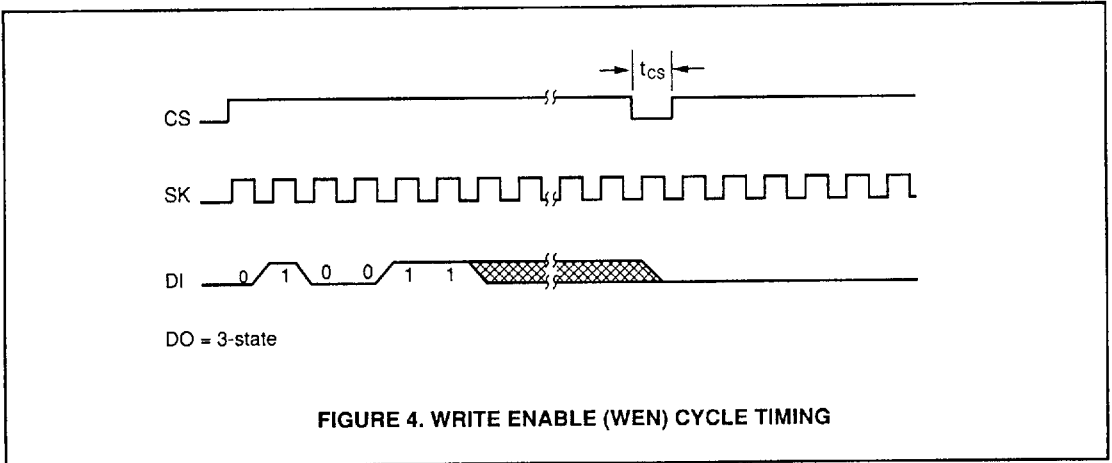 tCS
CS
SK
DI 0 1 0 0 1 1
DO = 3-state
FIGURE 4. WRITE ENABLE (WEN) CYCLE TIMING